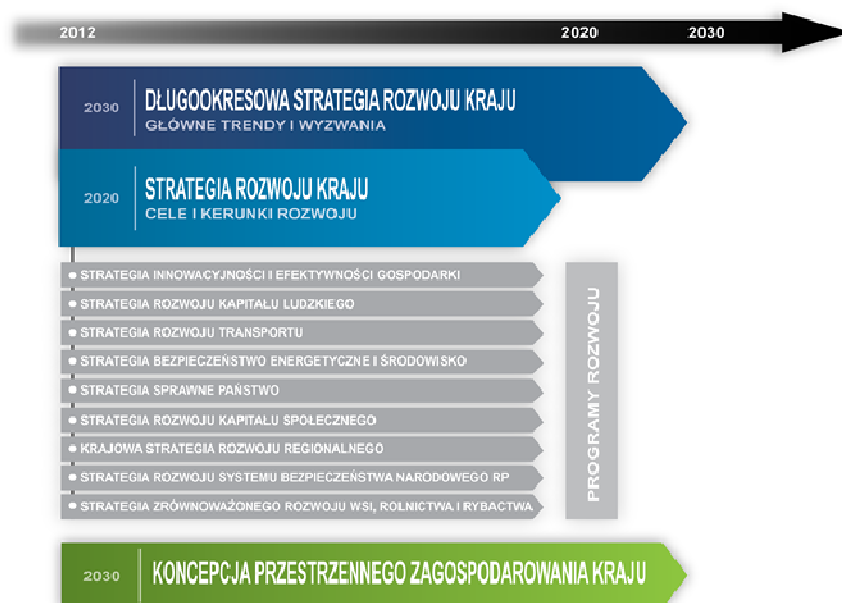 2012 2020 2030
2030
DŁUGOOKRESOWA STRATEGIA ROZWOJU KRAJU
GŁÓWNE TRENDY I WYZWANIA
2020
STRATEGIA ROZWOJU KRAJU
CELE I KERUNKI ROZWOJU
STRATEGIA INNOWACYJNOŚCI I EFEKTYWNOŚCI GOSPODARKI
STRATEGIA ROZWOJU KAPITAŁU LUDZKIEGO
STRATEGIA ROZWOJU TRANSPORTU
STRATEGIA BEZPIECZEŃSTWO ENERGETYCZNE I ŚRODOWISKO
STRATEGIA SPRAWNE PAŃSTWO
STRATEGIA ROZWOJU KAPITAŁU SPOŁECZNEGO
KRAJOWA STRATEGIA ROZWOJU REGIONALNEGO
STRATEGIA ROZWOJU SYSTEMU BEZPIECZEŃSTWA NARODOWEGO RP
STRATEGIA ZRÓWNOWAŻONEGO ROZWOJU WSI, ROLNICTWA I RYBACTWA
PROGRAMY ROZWOJU
2030
KONCEPCJA PRZESTRZENNEGO ZAGOSPODAROWANIA KRAJU